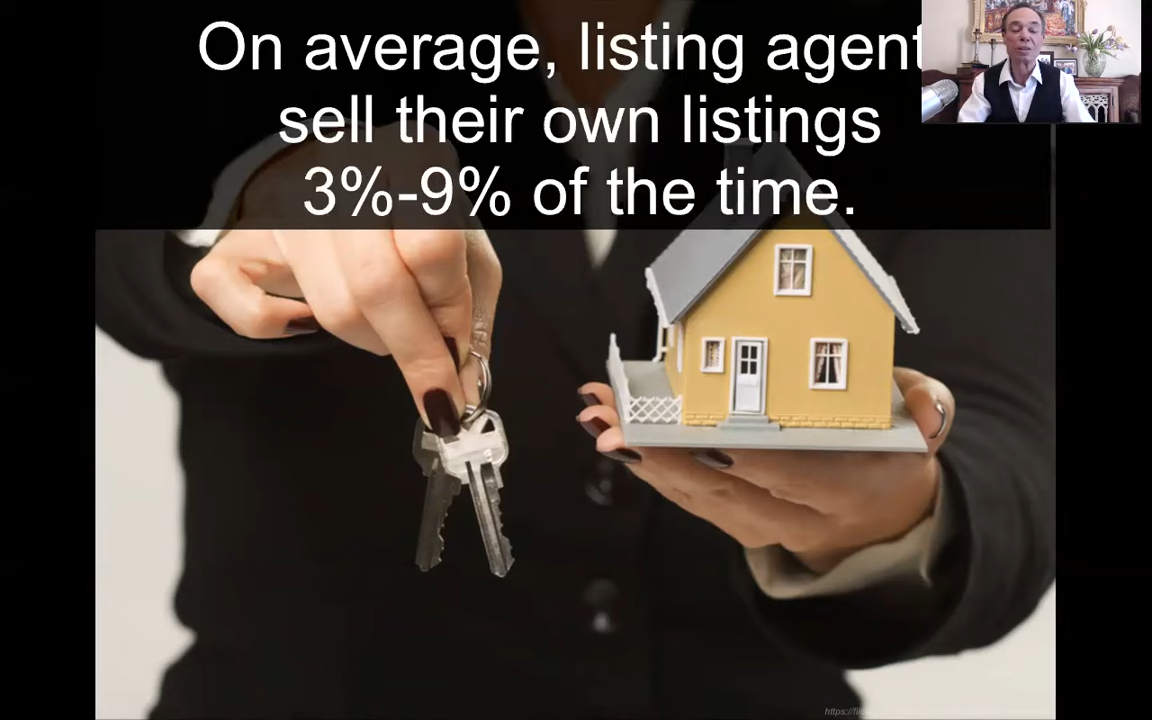 On average, listing agent
sell their own listings
3%-9% of the time.